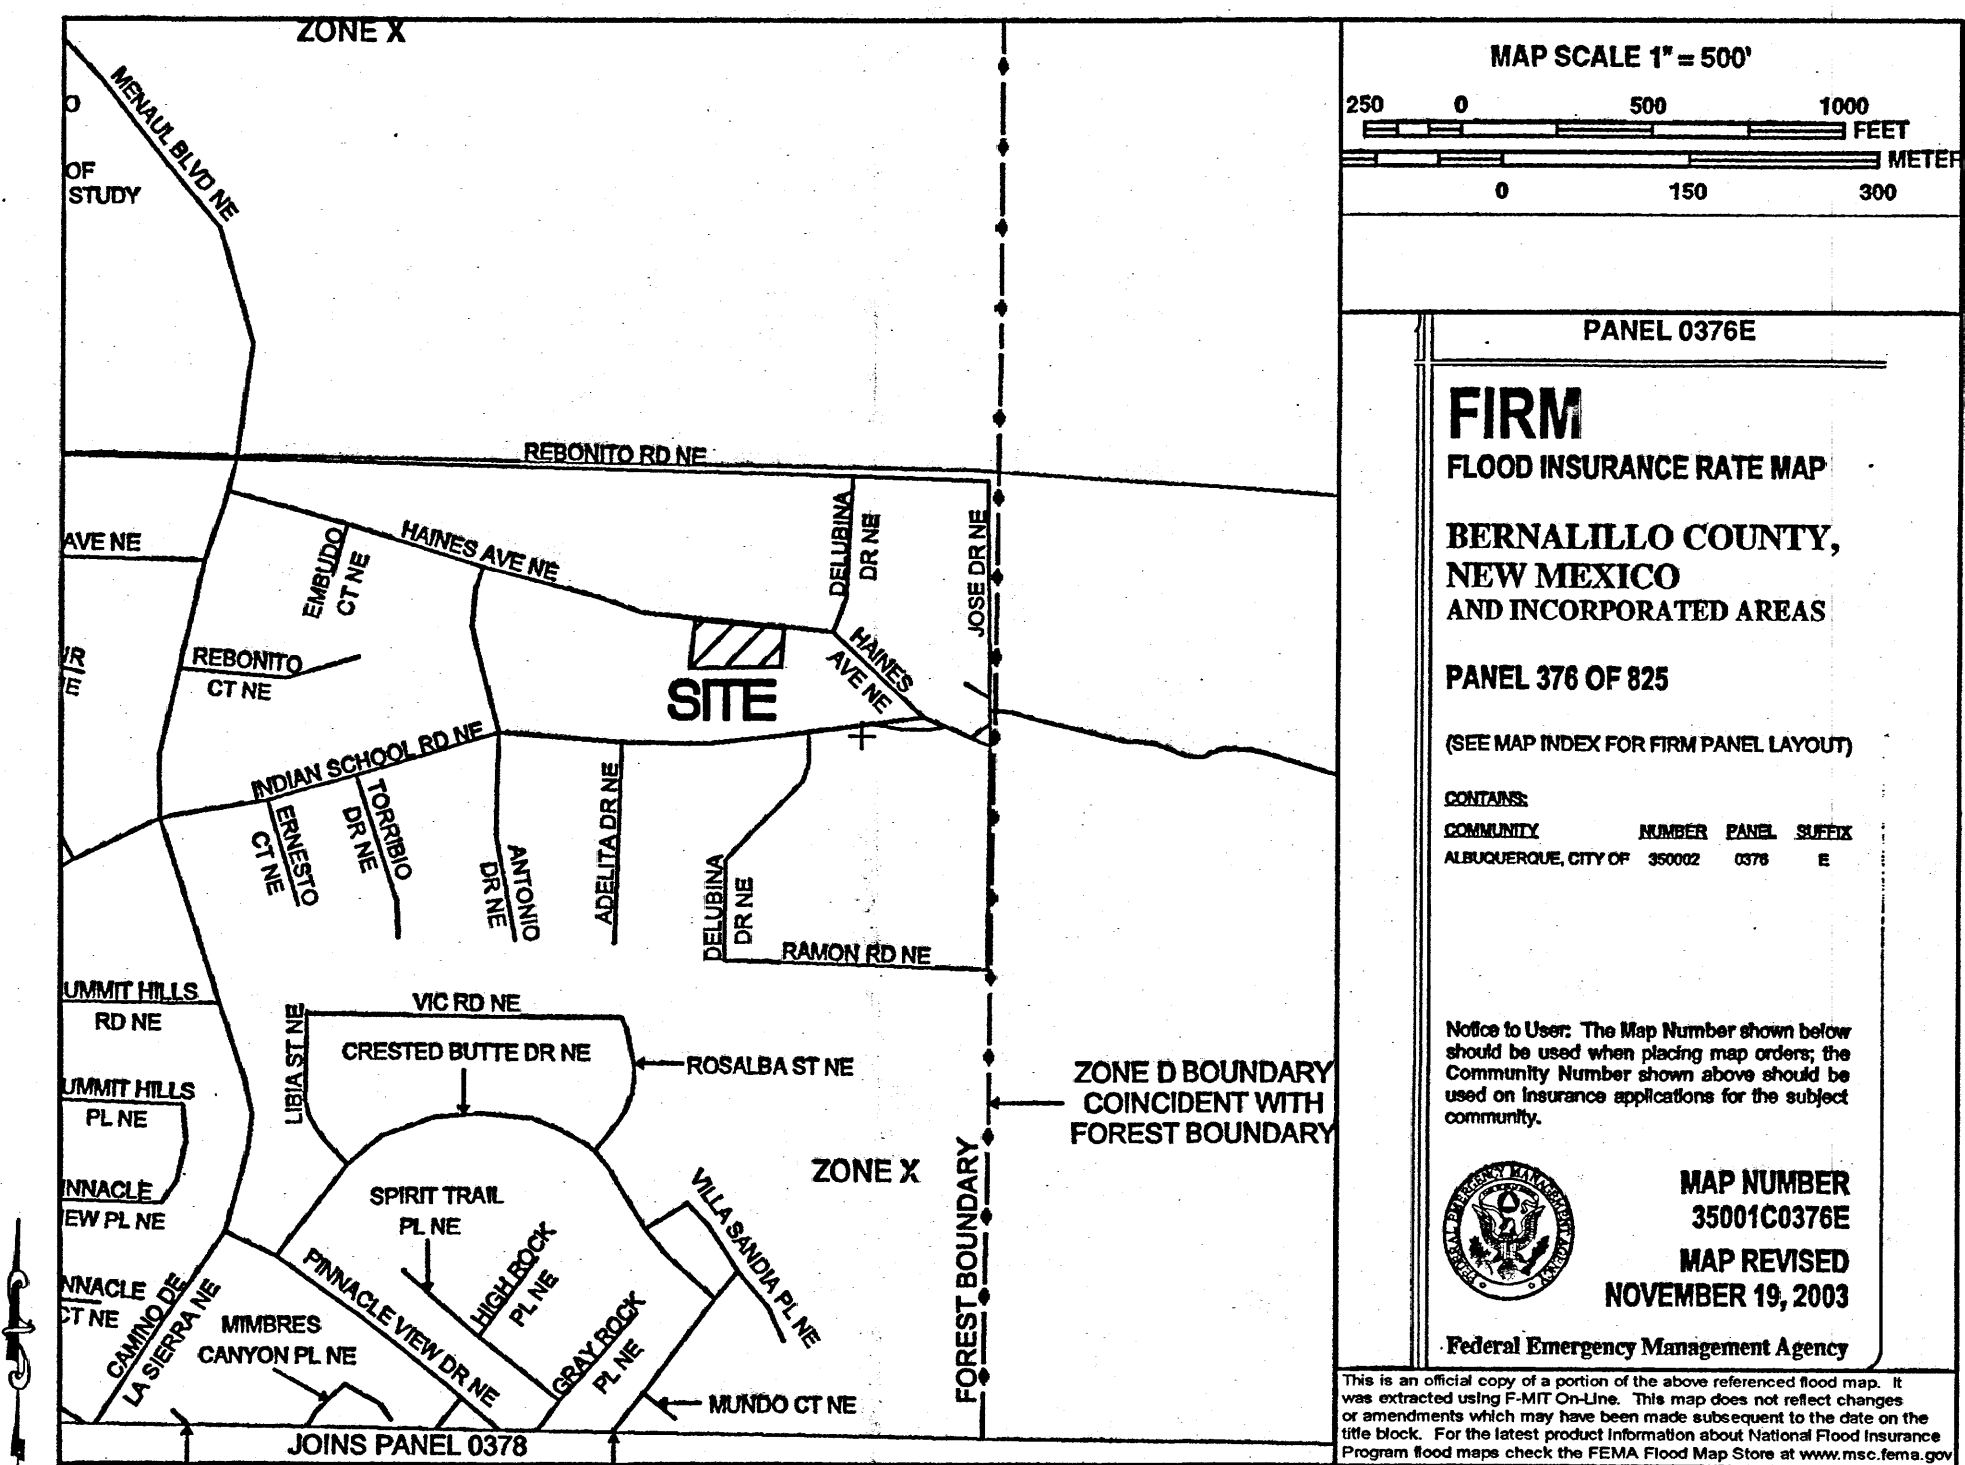 ZONE X
MENAUL BLVD NE
O
OF
STUDY
REBONITO RD NE
AVE NE
HAINES AVE NE
EMBUDO
CT NE
DELUBINA
DR NE
JOSE DR NE
REBONITO
CT NE
HAINES
AVE NE
SITE
INDIAN SCHOOL RD NE
ERNESTO
CT NE
TORRIBIO
DR NE
ANTONIO
DR NE
ADELITA DR NE
DELUBINA
DR NE
RAMON RD NE
UMMIT HILLS
RD NE
VIC RD NE
LIBIA ST NE
CRESTED BUTTE DR NE
ROSALBA ST NE
UMMIT HILLS
PL NE
ZONE D BOUNDARY
COINCIDENT WITH
FOREST BOUNDARY
ZONE X
FOREST BOUNDARY
INNACLE
IEW PL NE
SPIRIT TRAIL
PL NE
VILLA SANDIA PL NE
HIGH ROCK
PL NE
PINNACLE VIEW DR NE
GRAY ROCK
PL NE
NNACLE
CT NE
CAMINO DE
LA SIERRA NE
MIMBRES
CANYON PL NE
MUNDO CT NE
JOINS PANEL 0378
MAP SCALE 1" = 500'
250 0 500 1000
FEET
METER
0 150 300
PANEL 0376E
FIRM
FLOOD INSURANCE RATE MAP
BERNALILLO COUNTY,
NEW MEXICO
AND INCORPORATED AREAS
PANEL 376 OF 825
(SEE MAP INDEX FOR FIRM PANEL LAYOUT)
CONTAINS:
COMMUNITY NUMBER PANEL SUFFIX
ALBUQUERQUE, CITY OF 350002 0376 E
Notice to User: The Map Number shown below
should be used when placing map orders; the
Community Number shown above should be
used on insurance applications for the subject
community.
FEDERAL EMERGENCY MANAGEMENT AGENCY
MAP NUMBER
35001C0376E
MAP REVISED
NOVEMBER 19, 2003
Federal Emergency Management Agency
This is an official copy of a portion of the above referenced flood map. It
was extracted using F-MIT On-Line. This map does not reflect changes
or amendments which may have been made subsequent to the date on the
title block. For the latest product information about National Flood Insurance
Program flood maps check the FEMA Flood Map Store at www.msc.fema.gov